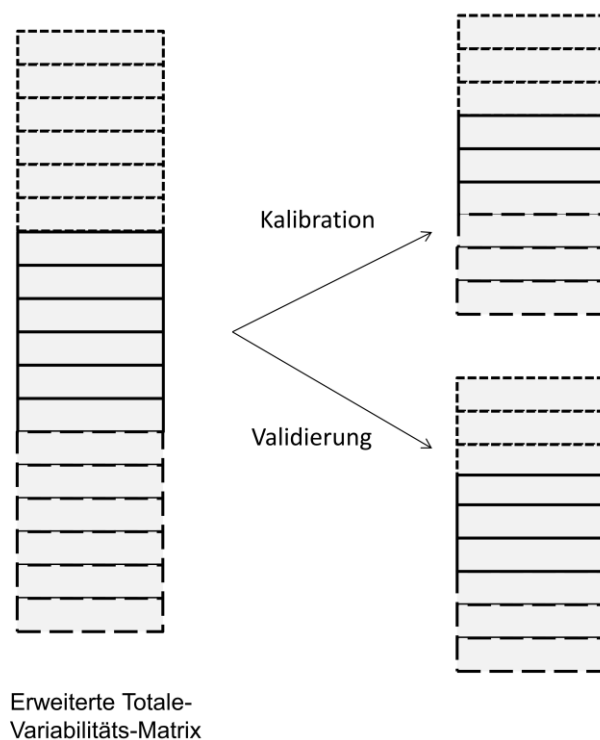 Kalibration
Validierung
Erweiterte Totale-
Variabilitäts-Matrix